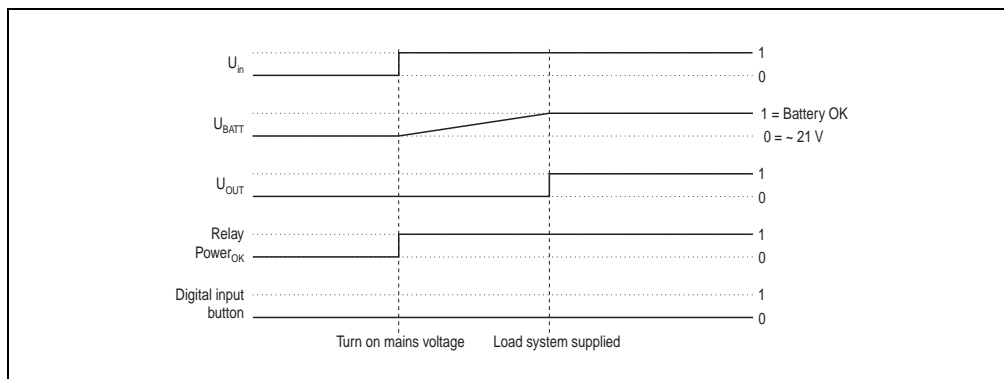 U_in
1
0
U_BATT
1 = Battery OK
0 = ~ 21 V
U_OUT
1
0
Relay
Power_OK
1
0
Digital input
button
1
0
Turn on mains voltage
Load system supplied